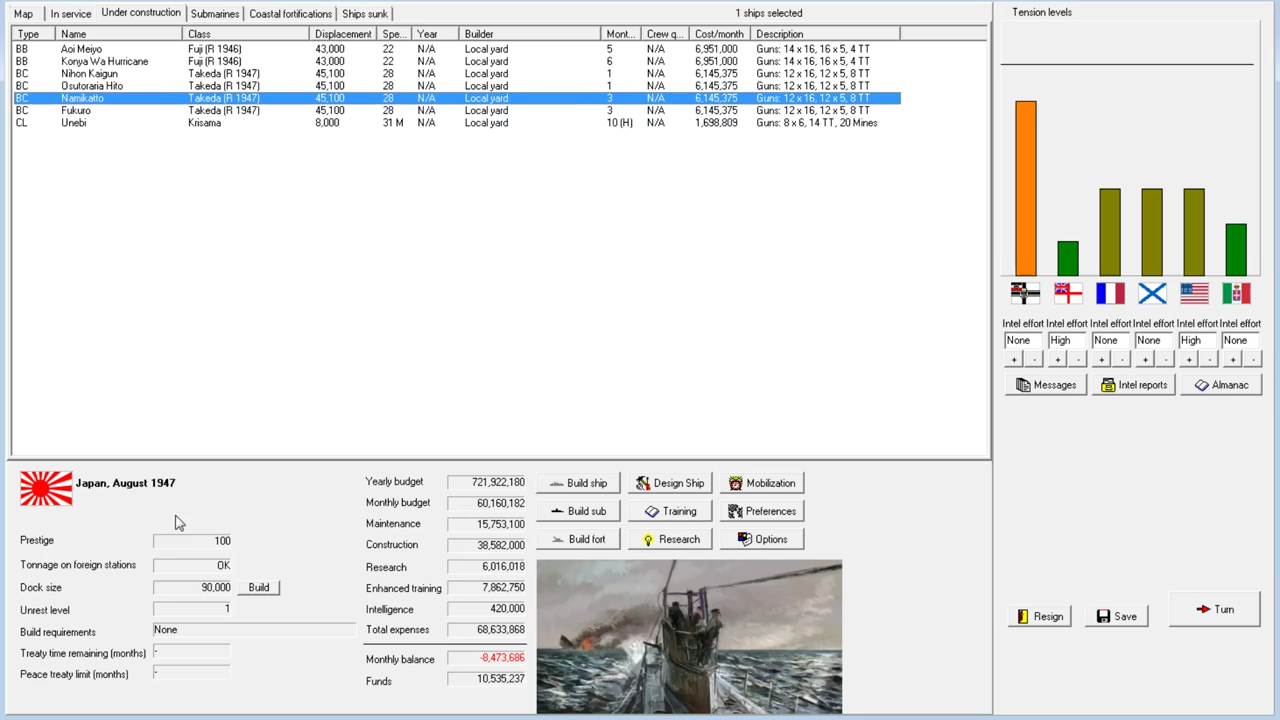 Map In service Under construction Submarines Coastal fortifications Ships sunk 1 ships selected
Tension levels
Type Name Class Displacement Spe... Year Builder Mont... Crew q... Cost/month Description
BB Aoi Meiyo Fuji (R 1946) 43,000 22 N/A Local yard 5 N/A 6,951,000 Guns: 14 x 16, 16 x 5, 4 TT
BB Konya Wa Hurricane Fuji (R 1946) 43,000 22 N/A Local yard 6 N/A 6,951,000 Guns: 14 x 16, 16 x 5, 4 TT
BC Nihon Kaigun Takeda (R 1947) 45,100 28 N/A Local yard 1 N/A 6,145,375 Guns: 12 x 16, 12 x 5, 8 TT
BC Osutoraria Hito Takeda (R 1947) 45,100 28 N/A Local yard 1 N/A 6,145,375 Guns: 12 x 16, 12 x 5, 8 TT
BC Namikatto Takeda (R 1947) 45,100 28 N/A Local yard 3 N/A 6,145,375 Guns: 12 x 16, 12 x 5, 8 TT
BC Fukuro Takeda (R 1947) 45,100 28 N/A Local yard 3 N/A 6,145,375 Guns: 12 x 16, 12 x 5, 8 TT
CL Unebi Krisama 8,000 31 M N/A Local yard 10 (H) N/A 1,698,809 Guns: 8 x 6, 14 TT, 20 Mines
Intel effort Intel effort Intel effort Intel effort Intel effort Intel effort
None High None None High None
+ - + - + - + - + - + -
Messages Intel reports Almanac
Japan, August 1947
Prestige 100
Tonnage on foreign stations OK
Dock size 90,000 Build
Unrest level 1
Build requirements None
Treaty time remaining (months) -
Peace treaty limit (months) -
Yearly budget 721,922,180
Monthly budget 60,160,182
Maintenance 15,753,100
Construction 38,582,000
Research 6,016,018
Enhanced training 7,862,750
Intelligence 420,000
Total expenses 68,633,868
Monthly balance -8,473,686
Funds 10,535,237
Build ship Design Ship Mobilization
Build sub Training Preferences
Build fort Research Options
Resign Save Turn